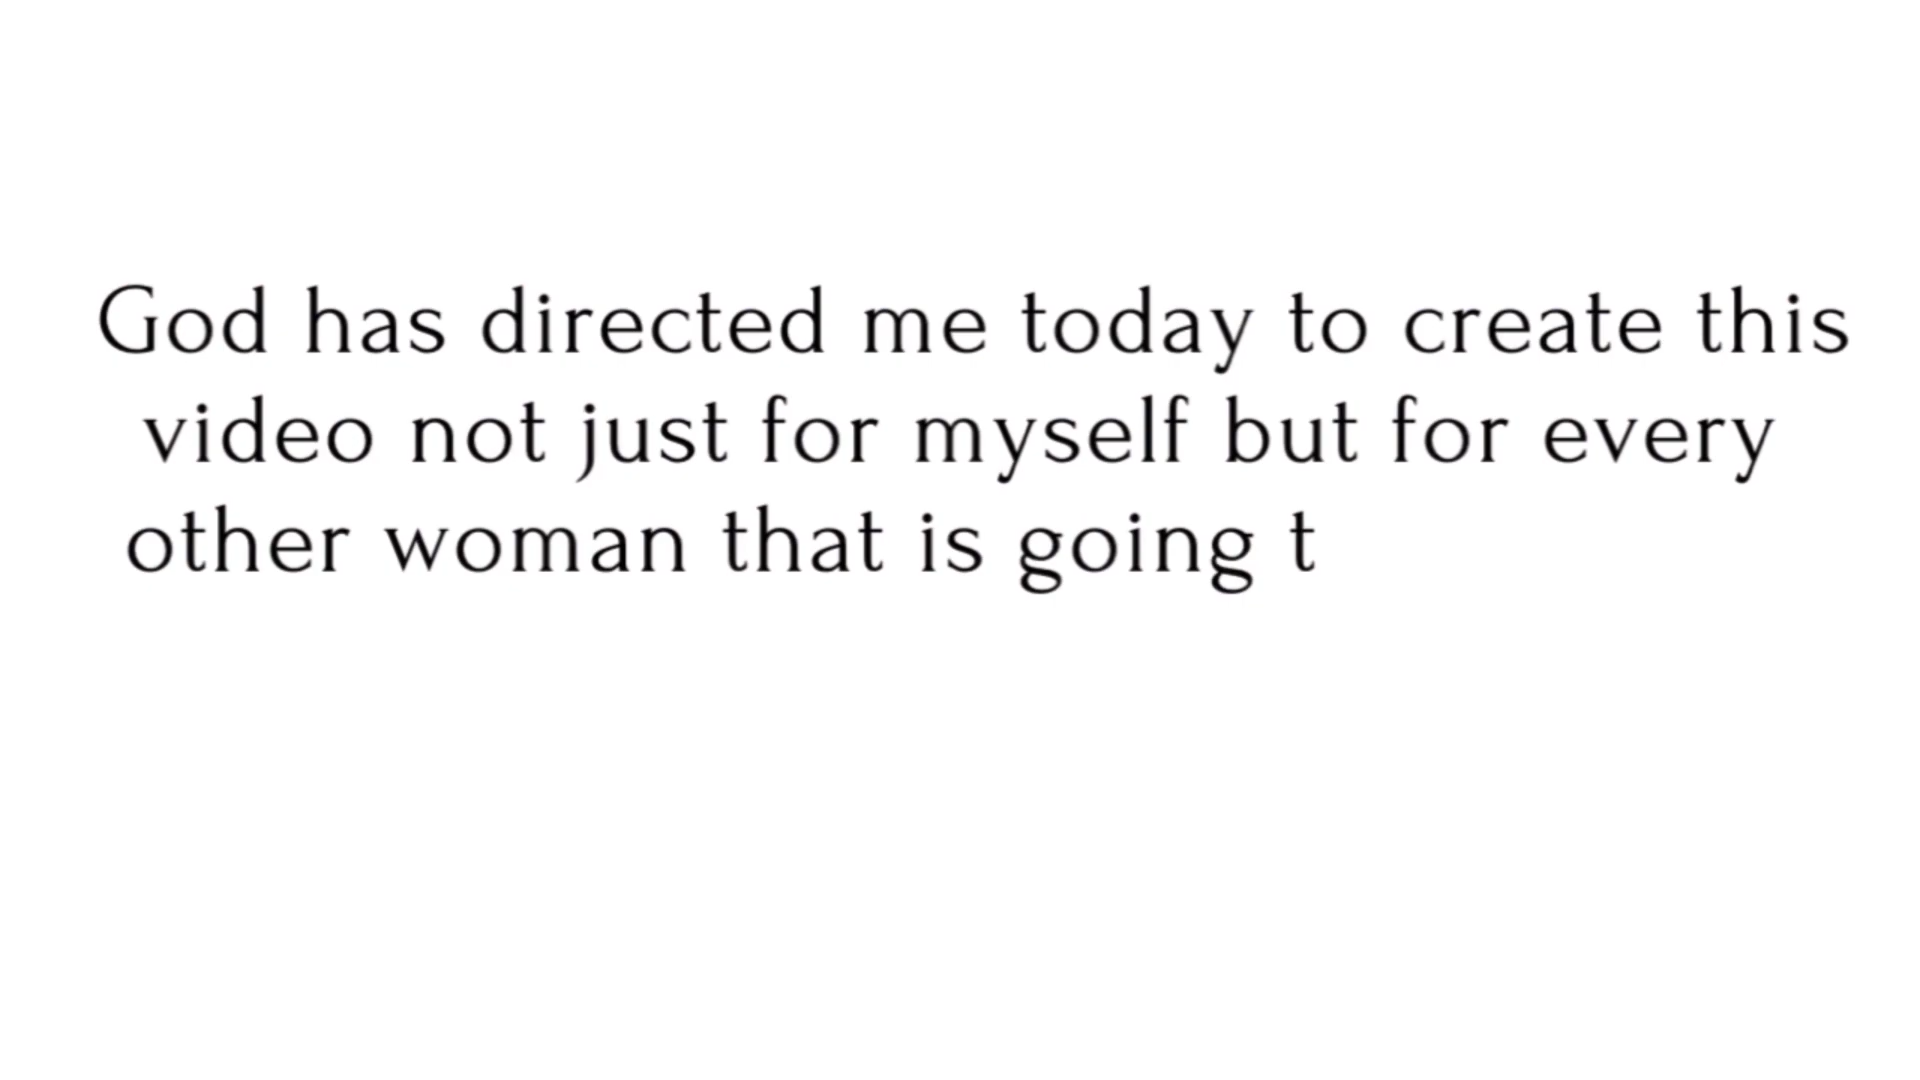 God has directed me today to create this
video not just for myself but for every
other woman that is going t